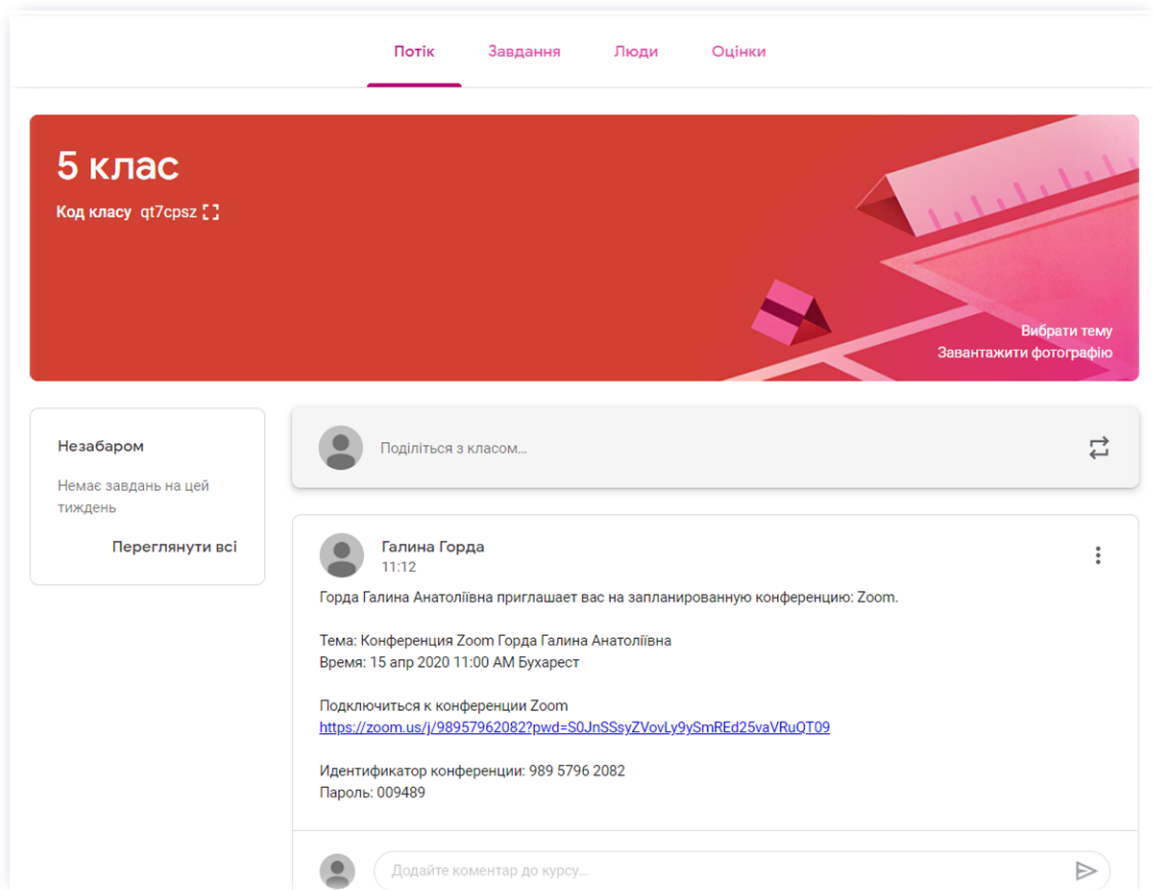 Потік Завдання Люди Оцінки
5 клас
Код класу qt7cpsz
Вибрати тему
Завантажити фотографію
Незабаром
Немає завдань на цей
тиждень
Переглянути всі
Поділіться з класом...
Галина Горда
11:12
Горда Галина Анатоліївна приглашает вас на запланированную конференцию: Zoom.
Тема: Конференция Zoom Горда Галина Анатоліївна
Время: 15 апр 2020 11:00 AM Бухарест
Подключиться к конференции Zoom
https://zoom.us/j/98957962082?pwd=S0JnSSsyZVovLy9ySmREd25vaVRuQT09
Идентификатор конференции: 989 5796 2082
Пароль: 009489
Додайте коментар до курсу...